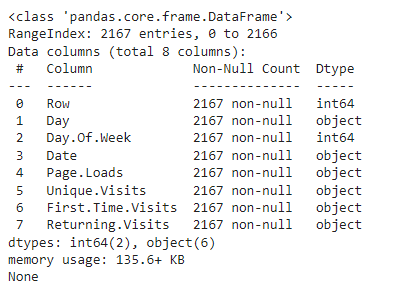 <class 'pandas.core.frame.DataFrame'>
RangeIndex: 2167 entries, 0 to 2166
Data columns (total 8 columns):
 #   Column             Non-Null Count  Dtype
---  ------             --------------  -----
 0   Row                2167 non-null   int64
 1   Day                2167 non-null   object
 2   Day.Of.Week        2167 non-null   int64
 3   Date               2167 non-null   object
 4   Page.Loads         2167 non-null   object
 5   Unique.Visits      2167 non-null   object
 6   First.Time.Visits  2167 non-null   object
 7   Returning.Visits   2167 non-null   object
dtypes: int64(2), object(6)
memory usage: 135.6+ KB
None